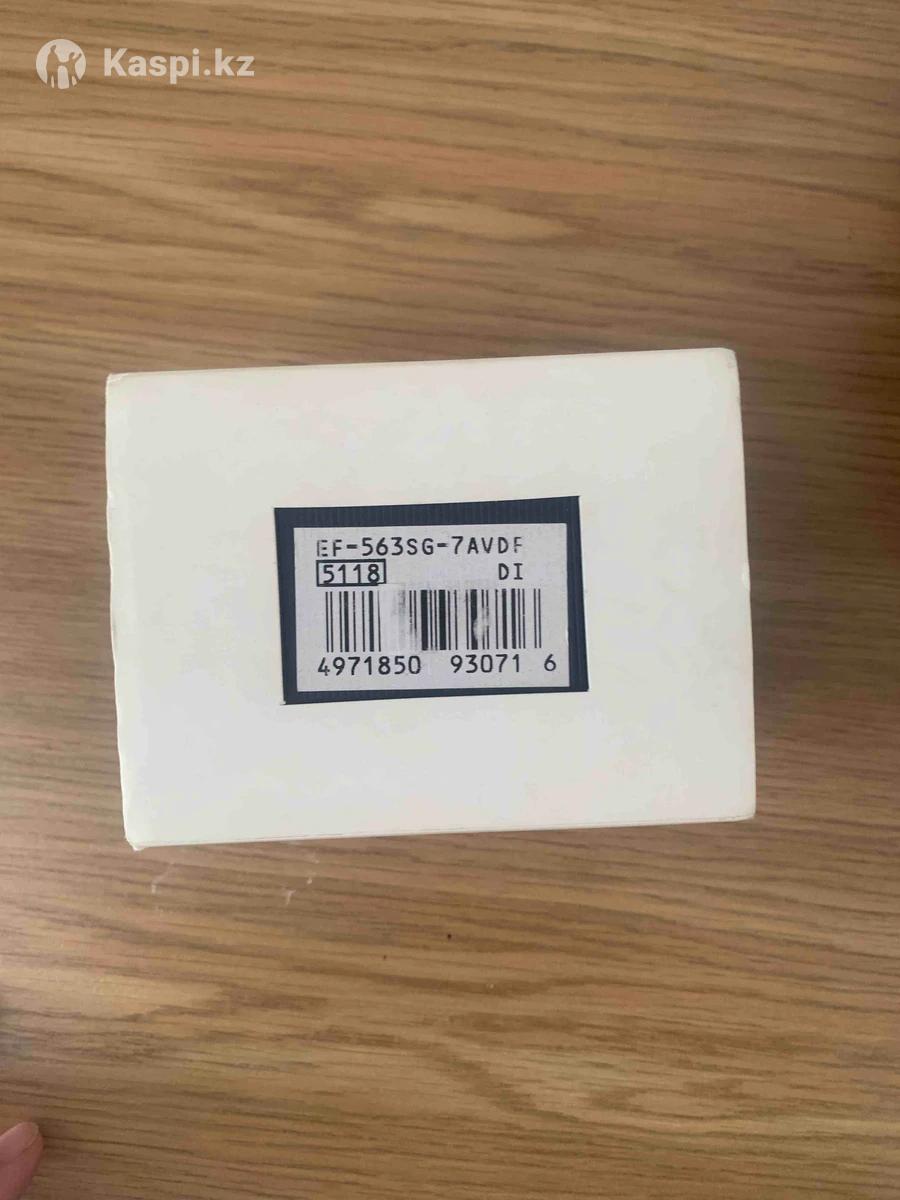 Kaspi.kz
EF-563SG-7AVDF
5118 DI
4971850 93071 6